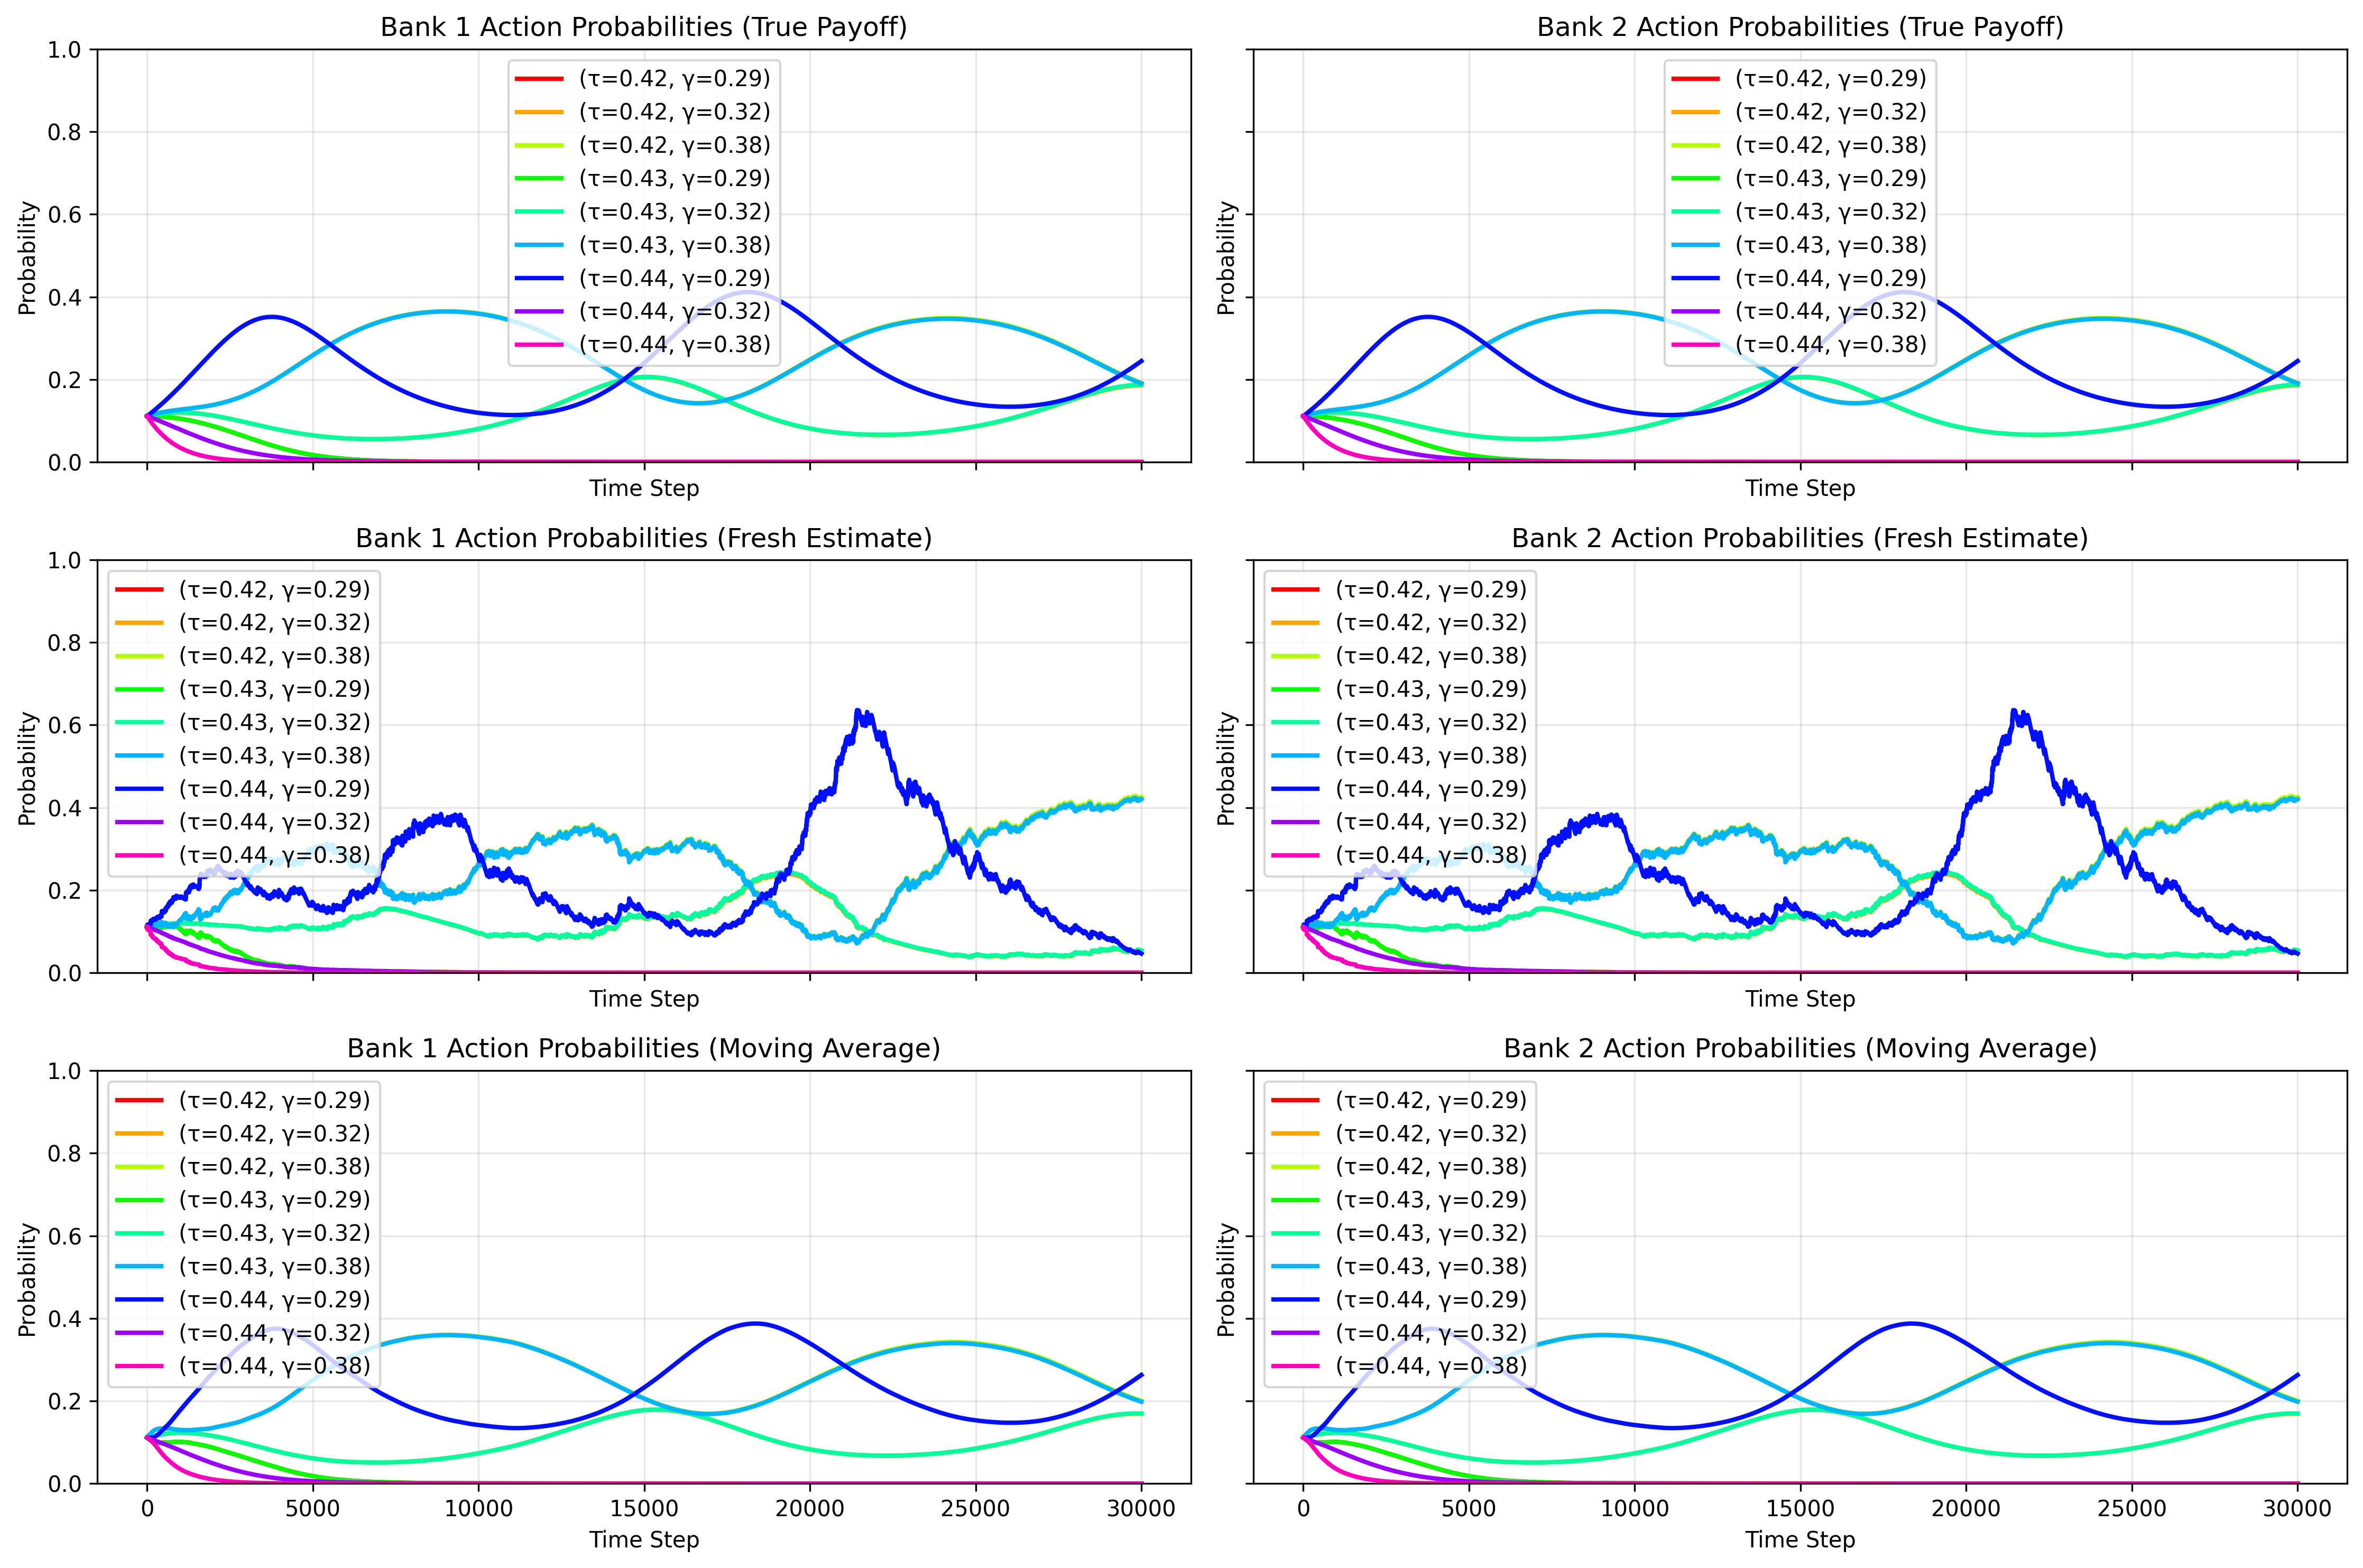 Bank 1 Action Probabilities (True Payoff)
Probability
1.0
0.8
0.6
0.4
0.2
0.0
(τ=0.42, γ=0.29)
(τ=0.42, γ=0.32)
(τ=0.42, γ=0.38)
(τ=0.43, γ=0.29)
(τ=0.43, γ=0.32)
(τ=0.43, γ=0.38)
(τ=0.44, γ=0.29)
(τ=0.44, γ=0.32)
(τ=0.44, γ=0.38)
Time Step
Bank 2 Action Probabilities (True Payoff)
Probability
(τ=0.42, γ=0.29)
(τ=0.42, γ=0.32)
(τ=0.42, γ=0.38)
(τ=0.43, γ=0.29)
(τ=0.43, γ=0.32)
(τ=0.43, γ=0.38)
(τ=0.44, γ=0.29)
(τ=0.44, γ=0.32)
(τ=0.44, γ=0.38)
Time Step
Bank 1 Action Probabilities (Fresh Estimate)
Probability
1.0
0.8
0.6
0.4
0.2
0.0
(τ=0.42, γ=0.29)
(τ=0.42, γ=0.32)
(τ=0.42, γ=0.38)
(τ=0.43, γ=0.29)
(τ=0.43, γ=0.32)
(τ=0.43, γ=0.38)
(τ=0.44, γ=0.29)
(τ=0.44, γ=0.32)
(τ=0.44, γ=0.38)
Time Step
Bank 2 Action Probabilities (Fresh Estimate)
Probability
(τ=0.42, γ=0.29)
(τ=0.42, γ=0.32)
(τ=0.42, γ=0.38)
(τ=0.43, γ=0.29)
(τ=0.43, γ=0.32)
(τ=0.43, γ=0.38)
(τ=0.44, γ=0.29)
(τ=0.44, γ=0.32)
(τ=0.44, γ=0.38)
Time Step
Bank 1 Action Probabilities (Moving Average)
Probability
1.0
0.8
0.6
0.4
0.2
0.0
(τ=0.42, γ=0.29)
(τ=0.42, γ=0.32)
(τ=0.42, γ=0.38)
(τ=0.43, γ=0.29)
(τ=0.43, γ=0.32)
(τ=0.43, γ=0.38)
(τ=0.44, γ=0.29)
(τ=0.44, γ=0.32)
(τ=0.44, γ=0.38)
0 5000 10000 15000 20000 25000 30000
Time Step
Bank 2 Action Probabilities (Moving Average)
Probability
(τ=0.42, γ=0.29)
(τ=0.42, γ=0.32)
(τ=0.42, γ=0.38)
(τ=0.43, γ=0.29)
(τ=0.43, γ=0.32)
(τ=0.43, γ=0.38)
(τ=0.44, γ=0.29)
(τ=0.44, γ=0.32)
(τ=0.44, γ=0.38)
0 5000 10000 15000 20000 25000 30000
Time Step